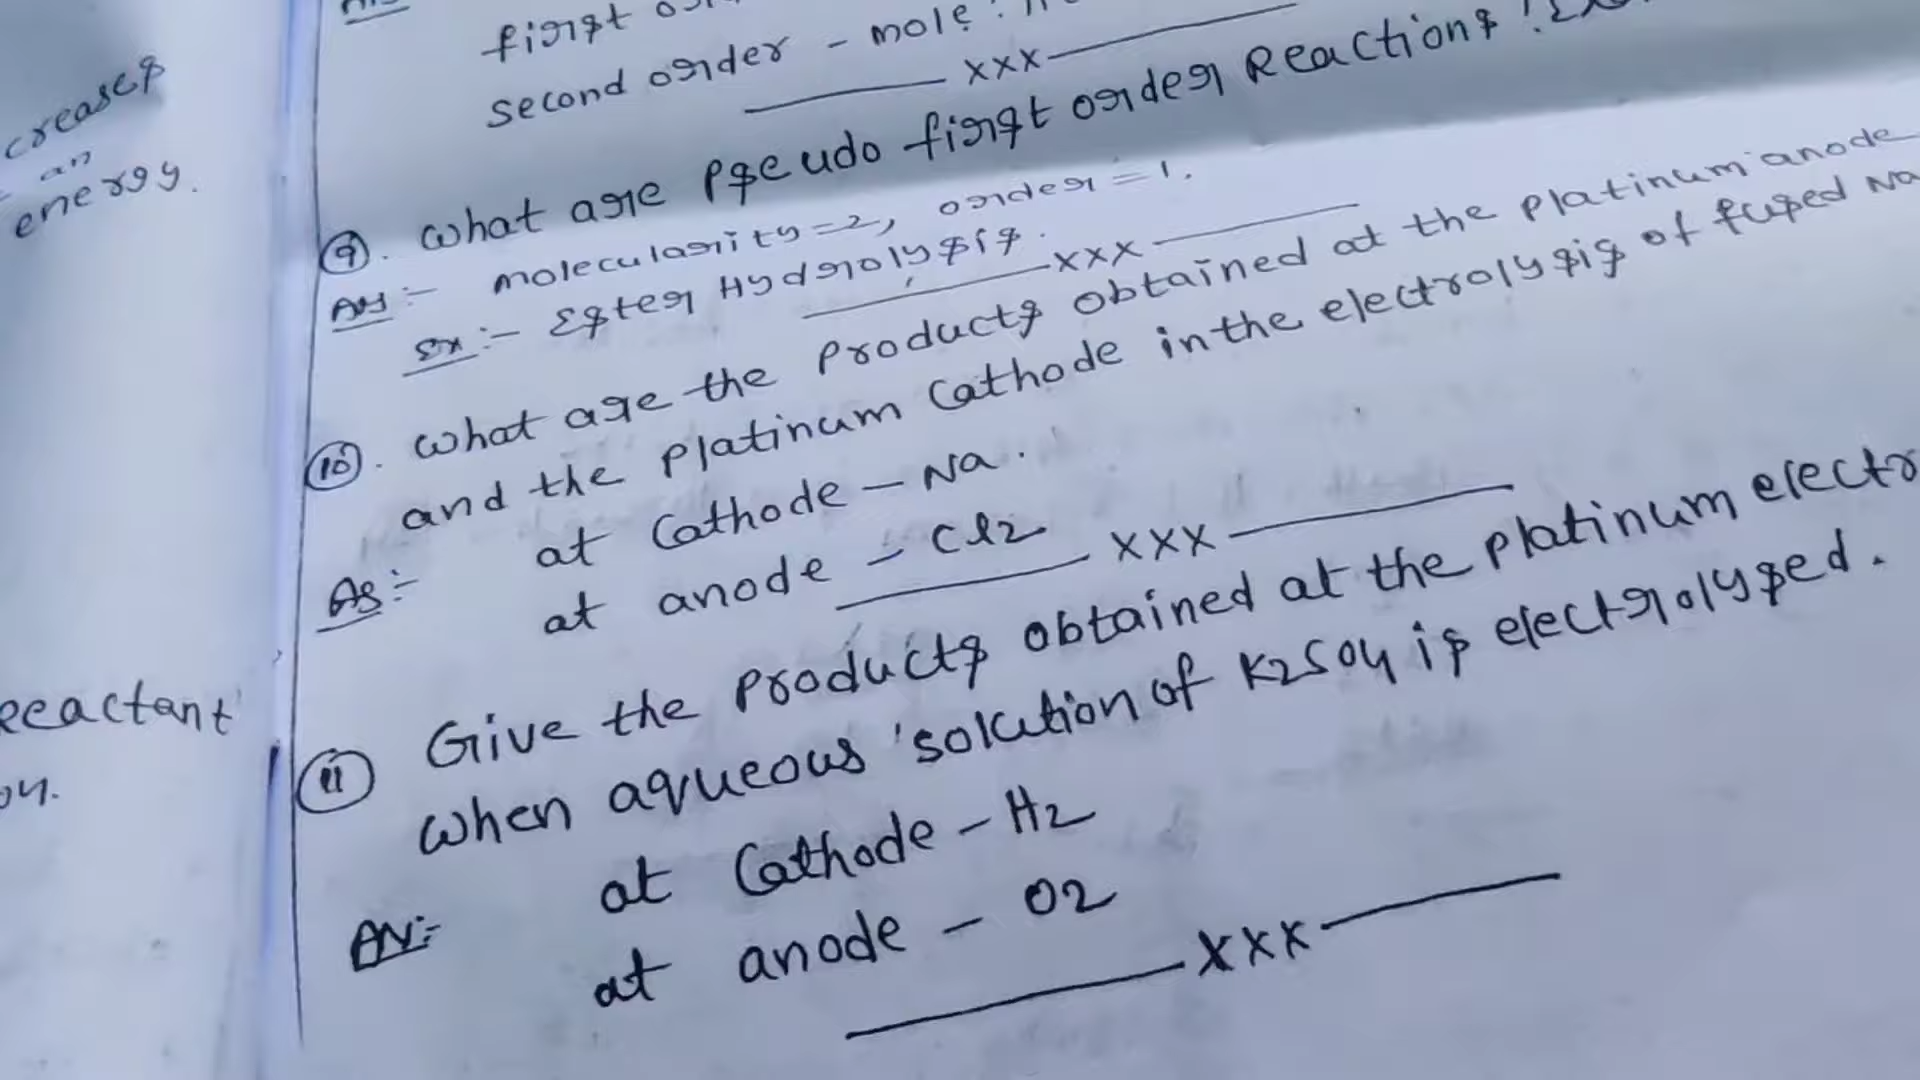 creases
an
energy.
Reactant
first
second order - mole
xxx
9. What are pseudo first order Reactions?
Ans :- molecularity=2, order=1.
Ex :- Ester Hydrolysis.
xxx
10. What are the products obtained at the platinum anode
and the platinum Cathode in the electrolysis of fused Na
As:- at Cathode - Na.
at anode - Cl2
xxx
11 Give the products obtained at the platinum electr
when aqueous solution of K2SO4 is electrolysed.
AN:- at Cathode - H2
at anode - O2
xxx